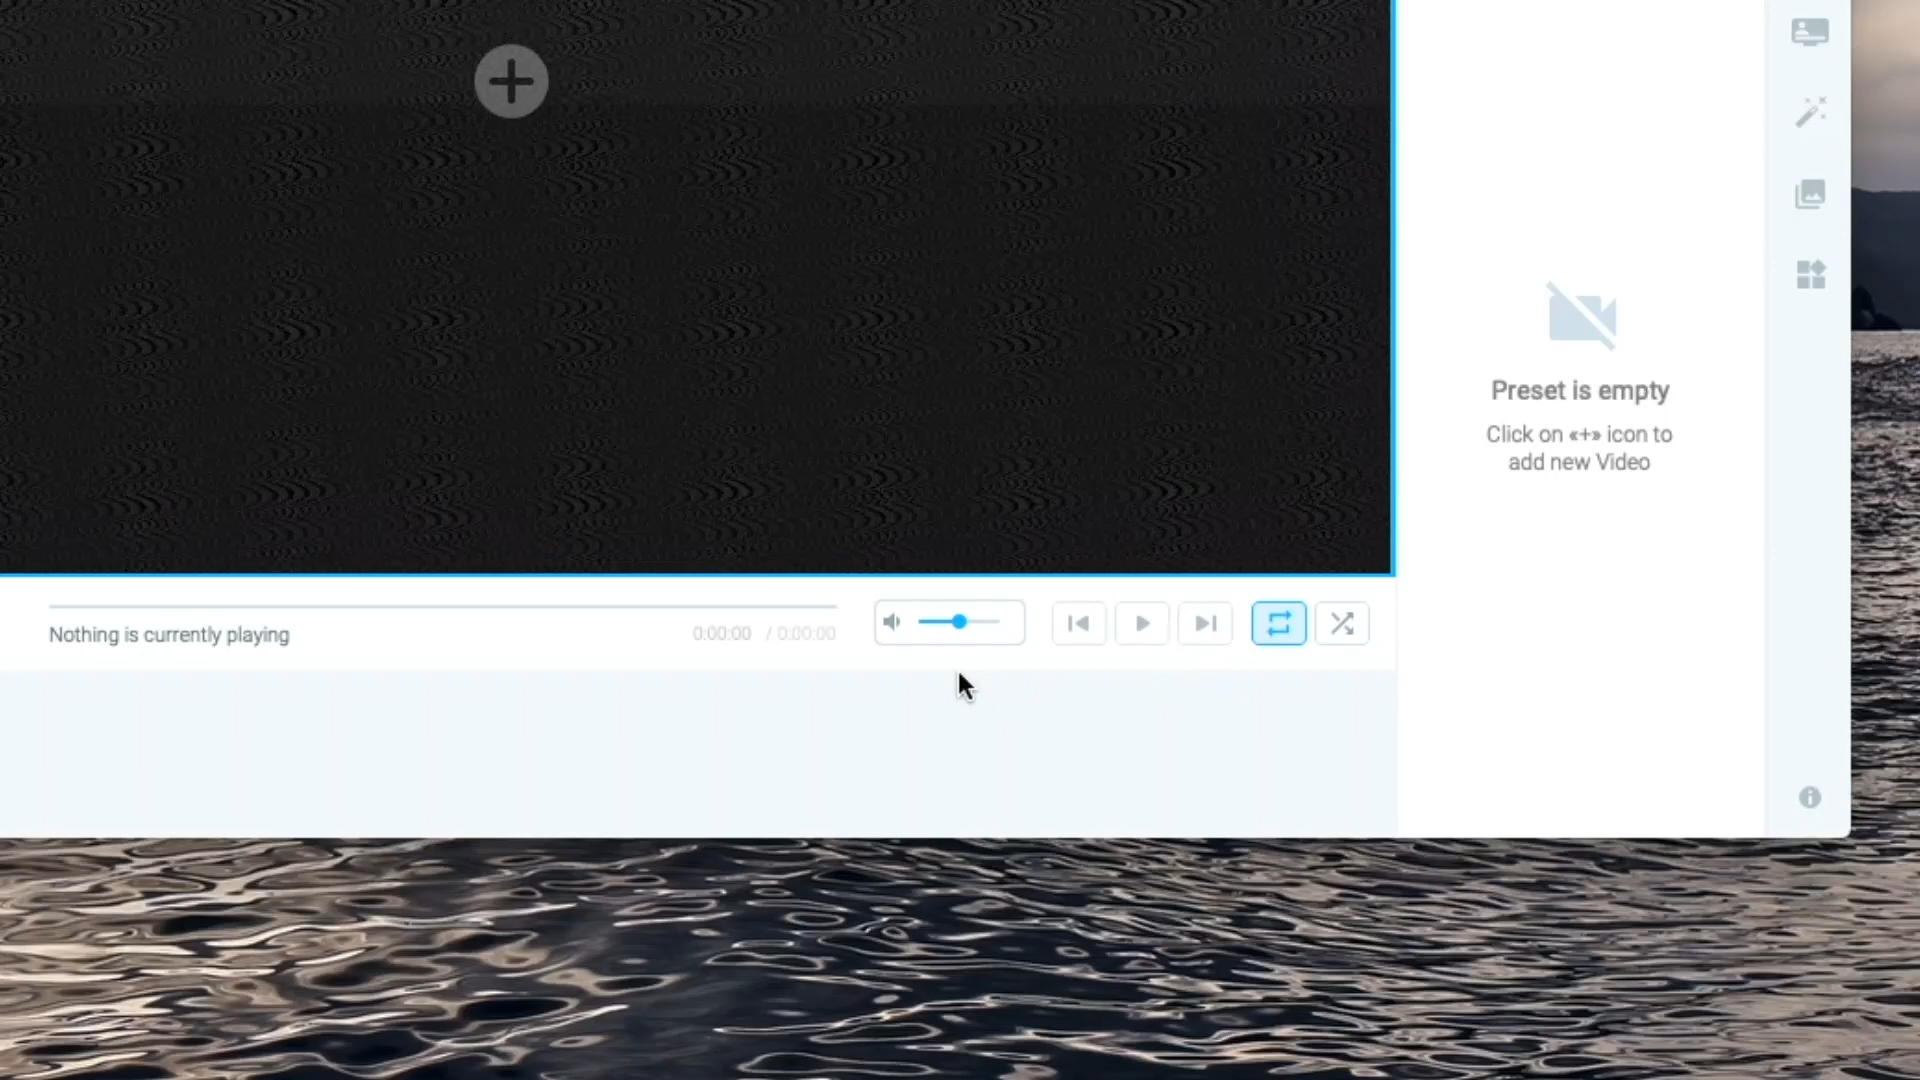 Preset is empty
Click on «+» icon to
add new Video
Nothing is currently playing
0:00:00 / 0:00:00